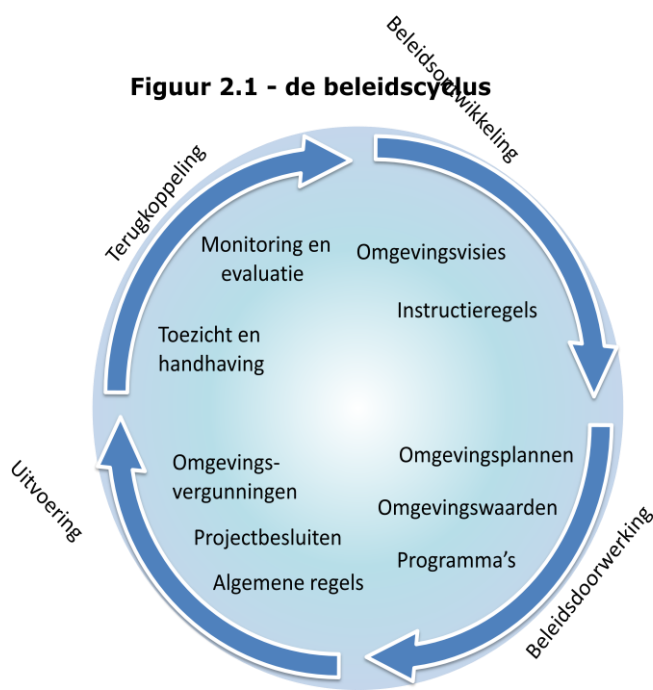 Figuur 2.1 - de beleidscyclus
Beleidsontwikkeling
Omgevingsvisies
Instructieregels
Beleidsdoorwerking
Omgevingsplannen
Omgevingswaarden
Programma's
Uitvoering
Omgevings-
vergunningen
Projectbesluiten
Algemene regels
Terugkoppeling
Monitoring en
evaluatie
Toezicht en
handhaving